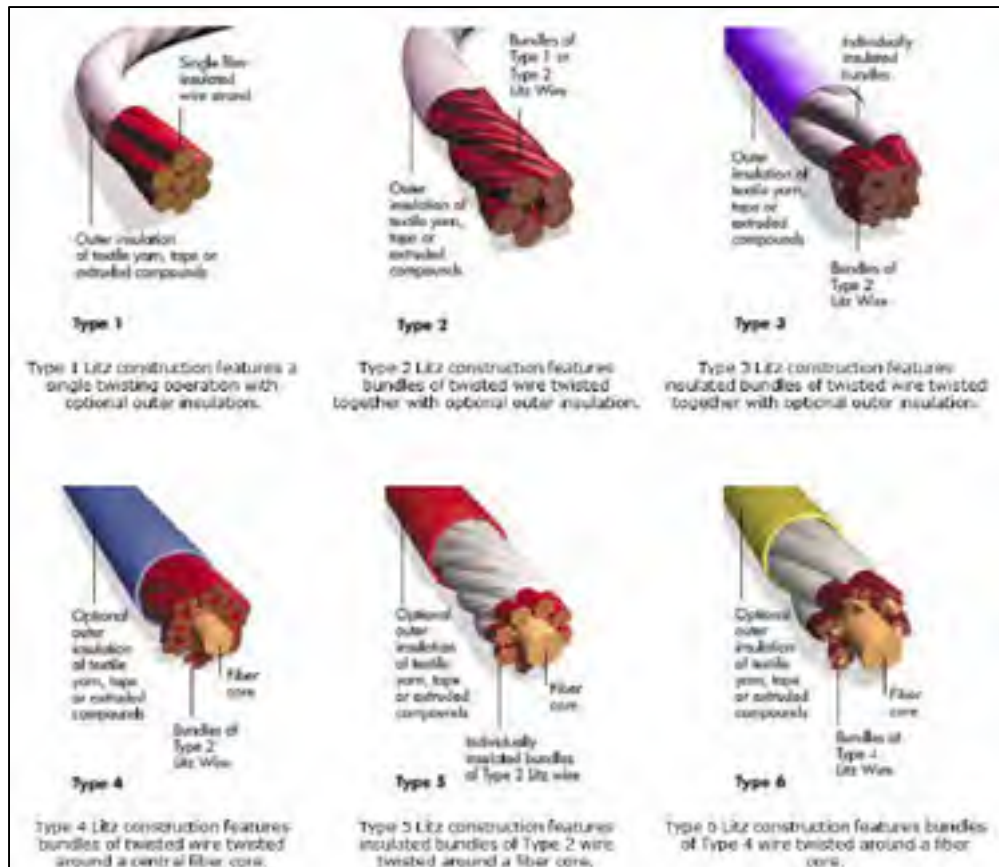 Single film-
insulated
wire strand
Outer insulation
of textile yarn, tape or
extruded compounds
Type 1
Type 1 Litz construction features a
single twisting operation with
optional outer insulation.
Bundles of
Type 1 or
Type 2
Litz Wire
Outer
insulation of
textile yarn,
tape or
extruded
compounds
Type 2
Type 2 Litz construction features
bundles of twisted wire twisted
together with optional outer insulation.
Individually
insulated
bundles
Outer
insulation of
textile yarn,
tape or
extruded
compounds
Bundles of
Type 2
Litz Wire
Type 3
Type 3 Litz construction features
insulated bundles of twisted wire twisted
together with optional outer insulation.
Optional
outer
insulation
of textile
yarn, tape
or extruded
compounds
Fiber
core
Bundles of
Type 2
Litz Wire
Type 4
Type 4 Litz construction features
bundles of twisted wire twisted
around a central fiber core.
Optional
outer
insulation
of textile
yarn, tape
or extruded
compounds
Fiber
core
Individually
insulated bundles
of Type 2 Litz wire
Type 5
Type 5 Litz construction features
insulated bundles of Type 2 wire
twisted around a fiber core.
Optional
outer
insulation
of textile
yarn, tape
or extruded
compounds
Fiber
core
Bundles of
Type 4
Litz Wire
Type 6
Type 6 Litz construction features bundles
of Type 4 wire twisted around a fiber
core.